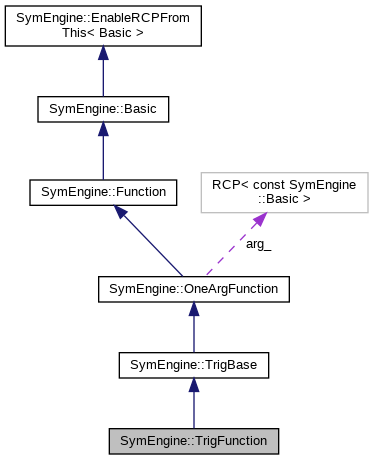 SymEngine::EnableRCPFrom
This< Basic >
SymEngine::Basic
SymEngine::Function
RCP< const SymEngine
::Basic >
arg_
SymEngine::OneArgFunction
SymEngine::TrigBase
SymEngine::TrigFunction